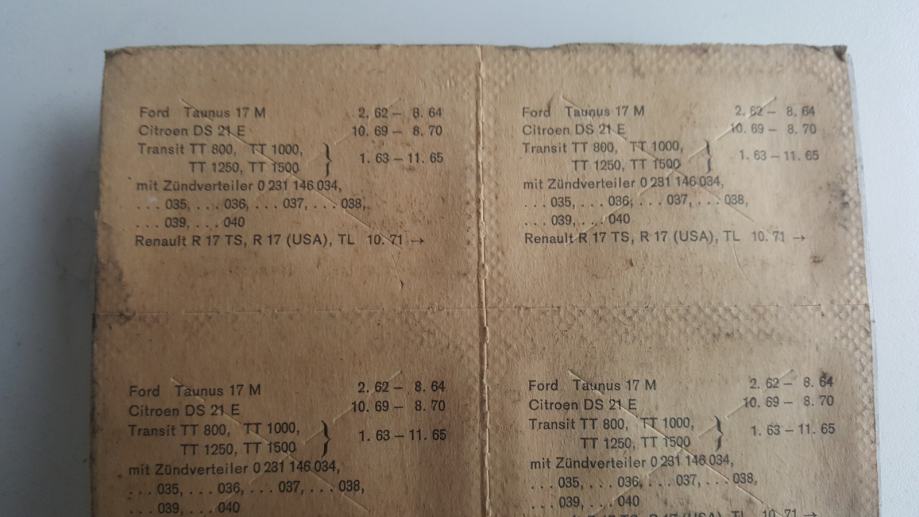 Ford Taunus 17 M 2. 62 – 8. 64
Citroen DS 21 E 10. 69 – 8. 70
Transit TT 800, TT 1000,
TT 1250, TT 1500 } 1. 63 – 11. 65
mit Zündverteiler 0 231 146 034,
. . . 035, . . . 036, . . . 037, . . . 038,
. . . 039, . . . 040
Renault R 17 TS, R 17 (USA), TL 10. 71 →
Ford Taunus 17 M 2. 62 – 8. 64
Citroen DS 21 E 10. 69 – 8. 70
Transit TT 800, TT 1000,
TT 1250, TT 1500 } 1. 63 – 11. 65
mit Zündverteiler 0 231 146 034,
. . . 035, . . . 036, . . . 037, . . . 038,
. . . 039, . . . 040
Renault R 17 TS, R 17 (USA), TL 10. 71 →
Ford Taunus 17 M 2. 62 – 8. 64
Citroen DS 21 E 10. 69 – 8. 70
Transit TT 800, TT 1000,
TT 1250, TT 1500 } 1. 63 – 11. 65
mit Zündverteiler 0 231 146 034,
. . . 035, . . . 036, . . . 037, . . . 038,
. . . 039, . . . 040
Ford Taunus 17 M 2. 62 – 8. 64
Citroen DS 21 E 10. 69 – 8. 70
Transit TT 800, TT 1000,
TT 1250, TT 1500 } 1. 63 – 11. 65
mit Zündverteiler 0 231 146 034,
. . . 035, . . . 036, . . . 037, . . . 038,
. . . 039, . . . 040